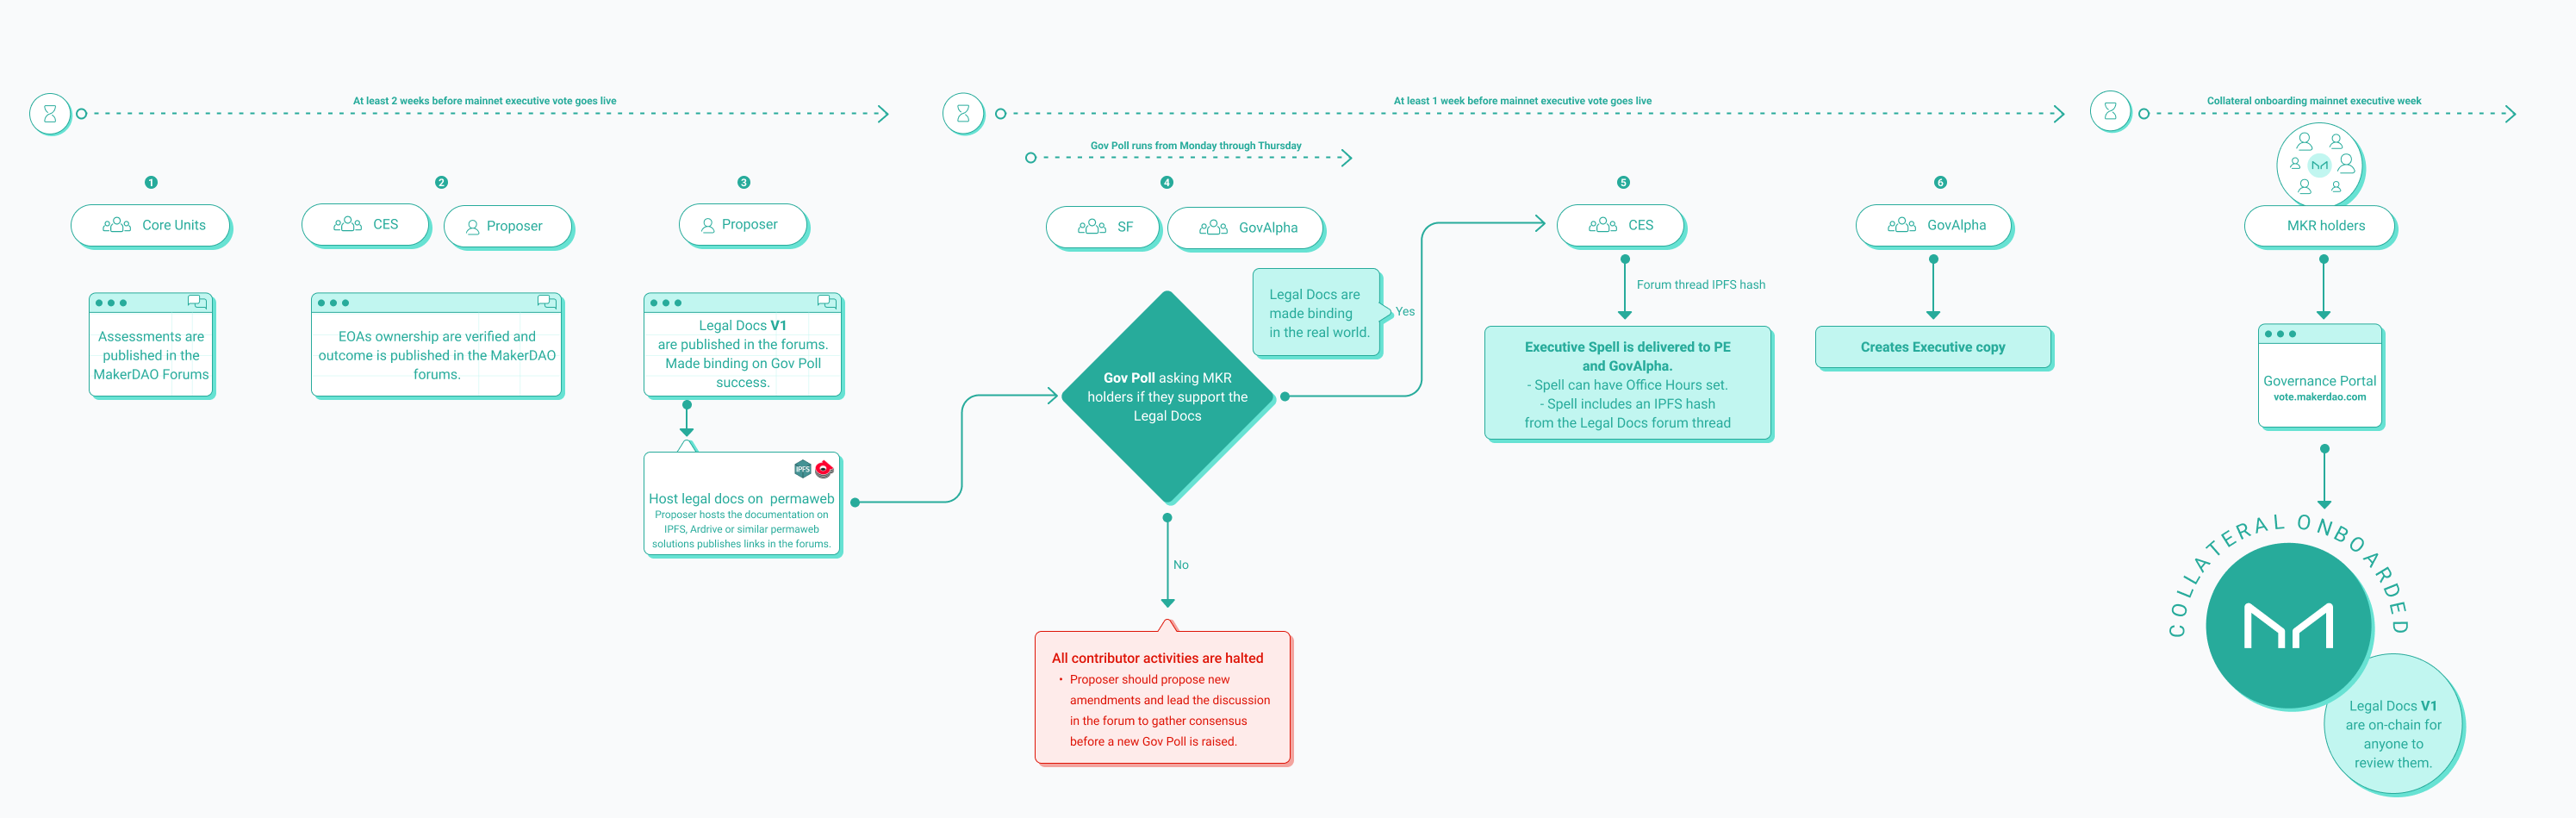 At least 2 weeks before mainnet executive vote goes live
At least 1 week before mainnet executive vote goes live
Collateral onboarding mainnet executive week
Gov Poll runs from Monday through Thursday
1
Core Units
Assessments are
published in the
MakerDAO Forums
2
CES
Proposer
EOAs ownership are verified and
outcome is published in the MakerDAO
forums.
3
Proposer
Legal Docs V1
are published in the forums.
Made binding on Gov Poll
success.
IPFS
Host legal docs on permaweb
Proposer hosts the documentation on
IPFS, Ardrive or similar permaweb
solutions publishes links in the forums.
4
SF
GovAlpha
Gov Poll asking MKR
holders if they support the
Legal Docs
Legal Docs are
made binding
in the real world.
Yes
No
All contributor activities are halted
• Proposer should propose new
amendments and lead the discussion
in the forum to gather consensus
before a new Gov Poll is raised.
5
CES
Forum thread IPFS hash
Executive Spell is delivered to PE
and GovAlpha.
- Spell can have Office Hours set.
- Spell includes an IPFS hash
from the Legal Docs forum thread
6
GovAlpha
Creates Executive copy
MKR holders
Governance Portal
vote.makerdao.com
COLLATERAL ONBOARDED
Legal Docs V1
are on-chain for
anyone to
review them.